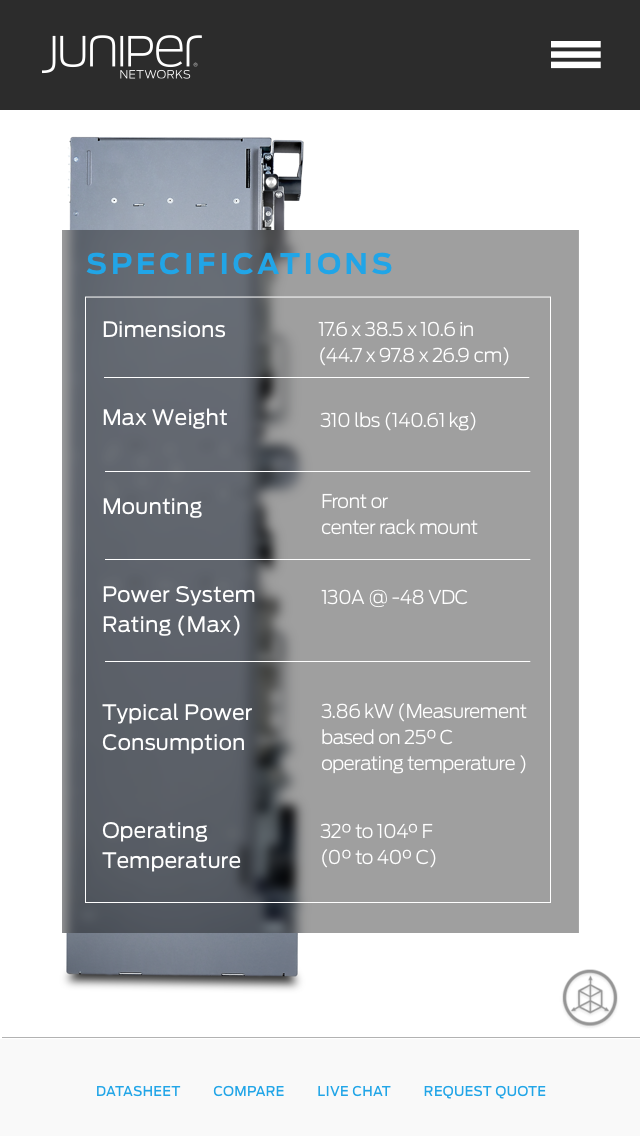 JUNIPER
NETWORKS
SPECIFICATIONS
Dimensions
17.6 x 38.5 x 10.6 in
(44.7 x 97.8 x 26.9 cm)
Max Weight
310 lbs (140.61 kg)
Mounting
Front or
center rack mount
Power System
Rating (Max)
130A @ -48 VDC
Typical Power
Consumption
3.86 kW (Measurement
based on 25º C
operating temperature )
Operating
Temperature
32º to 104º F
(0º to 40º C)
DATASHEET COMPARE LIVE CHAT REQUEST QUOTE